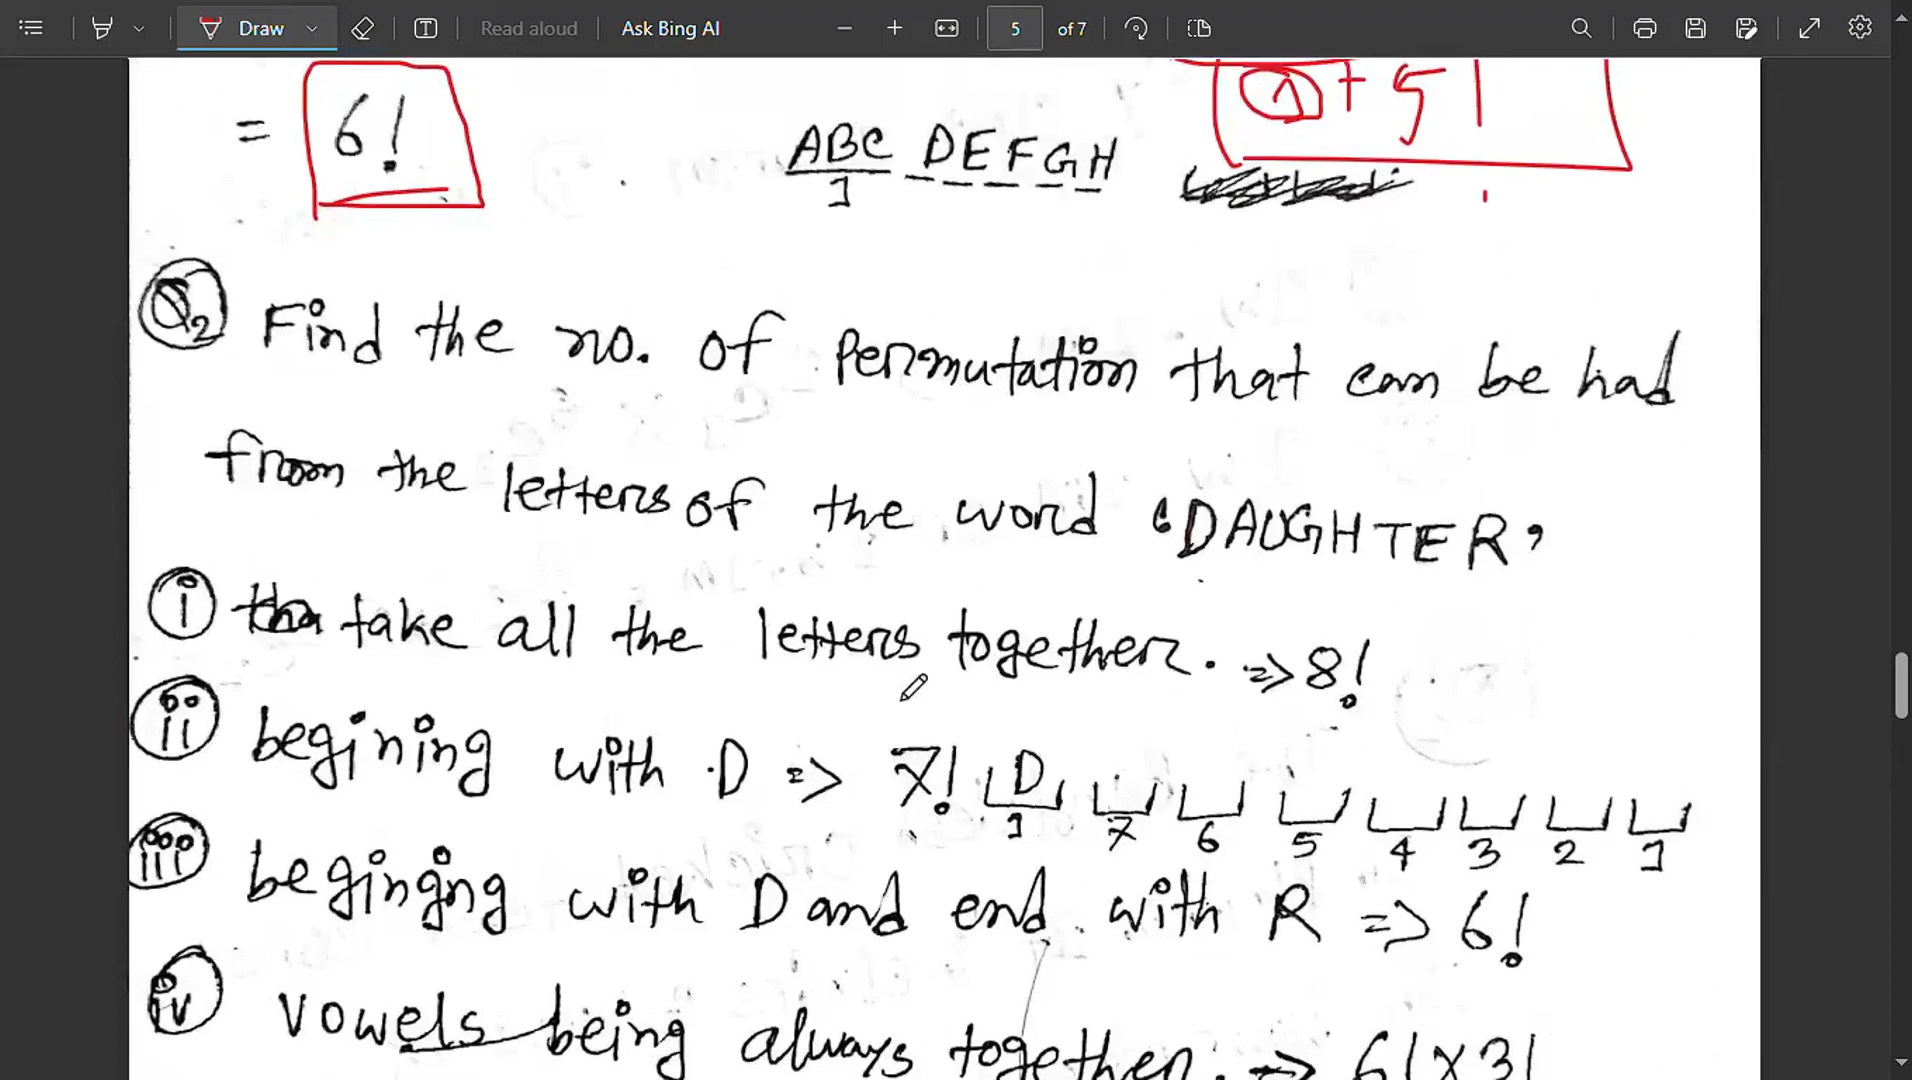 Draw
Read aloud
Ask Bing AI
5 of 7
= 6!
ABC DEFGH
1
1 + 5!
Q2 Find the no. of Permutation that can be had
from the letters of the word 'DAUGHTER'
i take all the letters together. => 8!
ii begining with D => 7! D
1 7 6 5 4 3 2 1
iii begingng with D and end with R => 6!
iv vowels being always together. => 6! x 3!